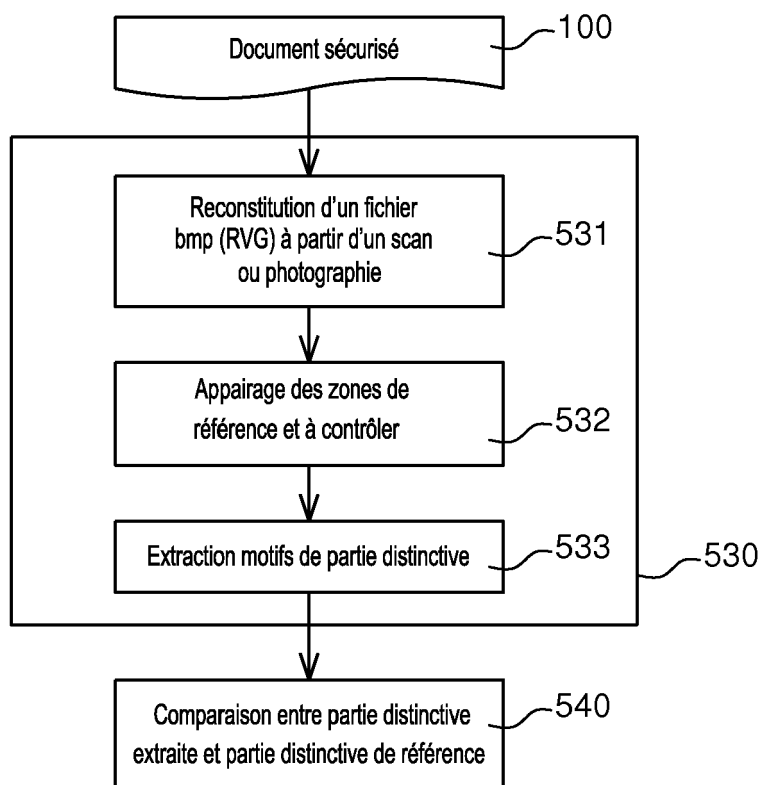 Document sécurisé
100
Reconstitution d'un fichier
bmp (RVG) à partir d'un scan
ou photographie
531
Appairage des zones de
référence et à contrôler
532
Extraction motifs de partie distinctive
533
530
Comparaison entre partie distinctive
extraite et partie distinctive de référence
540